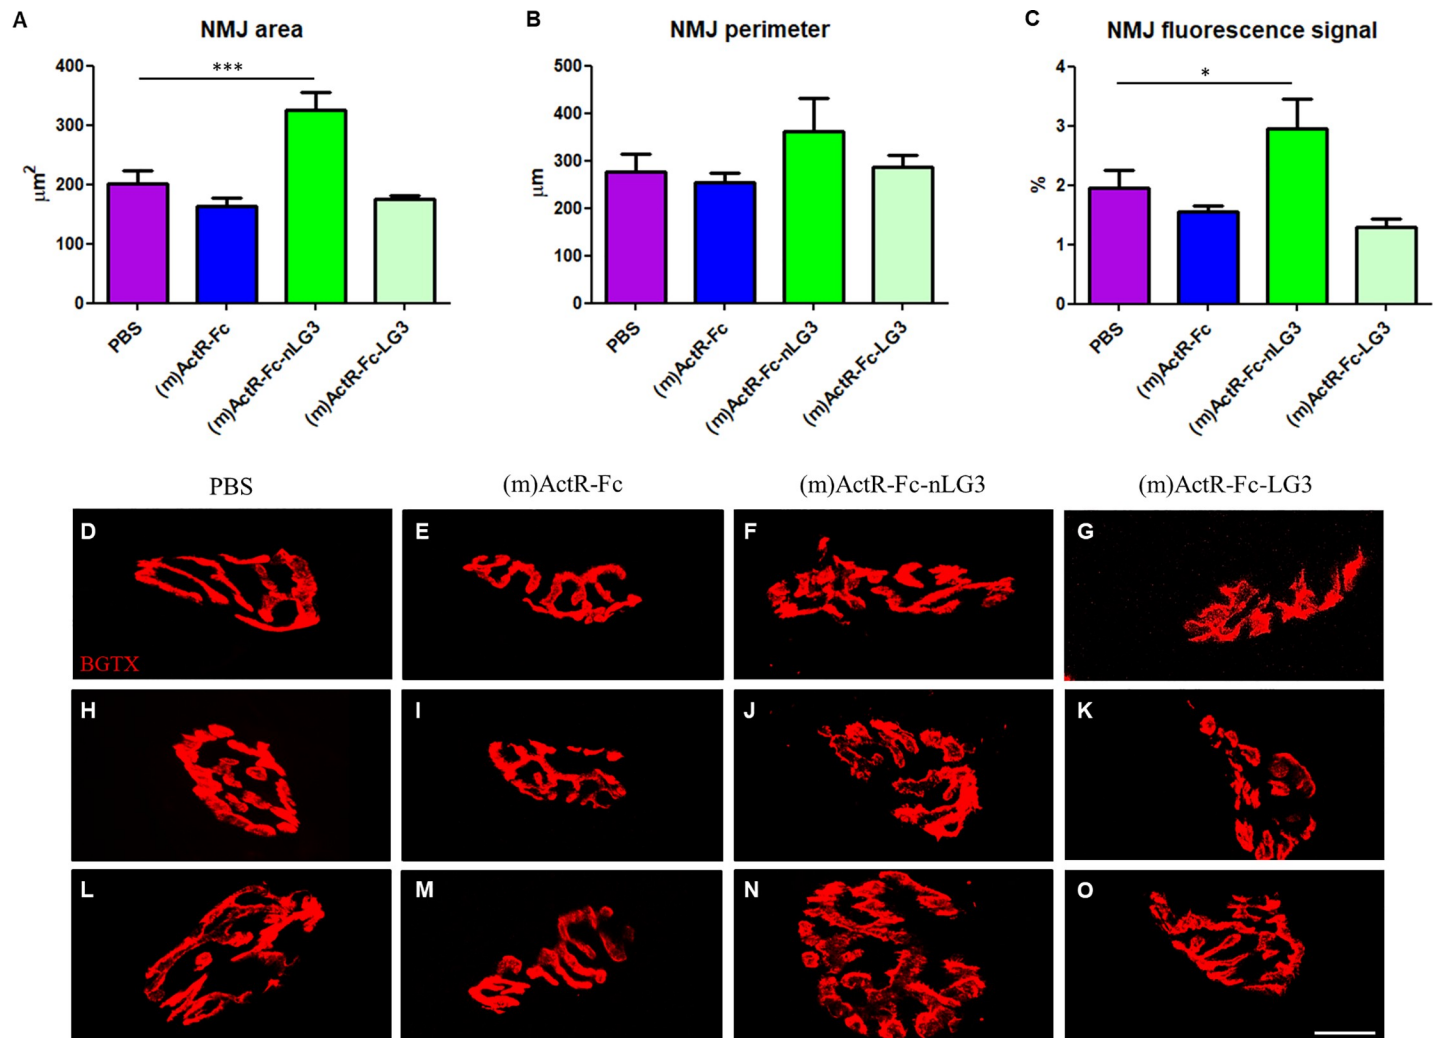 A
NMJ area
***
400
300
200
100
0
μm²
PBS
(m)ActR-Fc
(m)ActR-Fc-nLG3
(m)ActR-Fc-LG3
B
NMJ perimeter
500
400
300
200
100
0
μm
PBS
(m)ActR-Fc
(m)ActR-Fc-nLG3
(m)ActR-Fc-LG3
C
NMJ fluorescence signal
*
4
3
2
1
0
%
PBS
(m)ActR-Fc
(m)ActR-Fc-nLG3
(m)ActR-Fc-LG3
PBS
(m)ActR-Fc
(m)ActR-Fc-nLG3
(m)ActR-Fc-LG3
D
BGTX
E
F
G
H
I
J
K
L
M
N
O